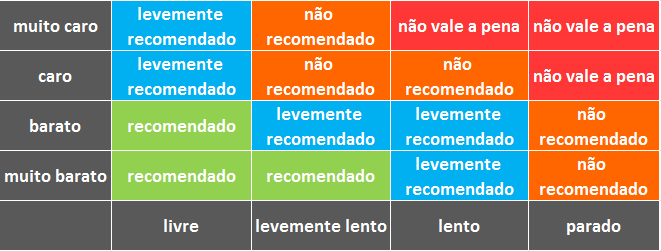 muito caro
levemente
recomendado
não
recomendado
não vale a pena
não vale a pena
caro
levemente
recomendado
não
recomendado
não
recomendado
não vale a pena
barato
recomendado
levemente
recomendado
levemente
recomendado
não
recomendado
muito barato
recomendado
recomendado
levemente
recomendado
não
recomendado
livre
levemente lento
lento
parado